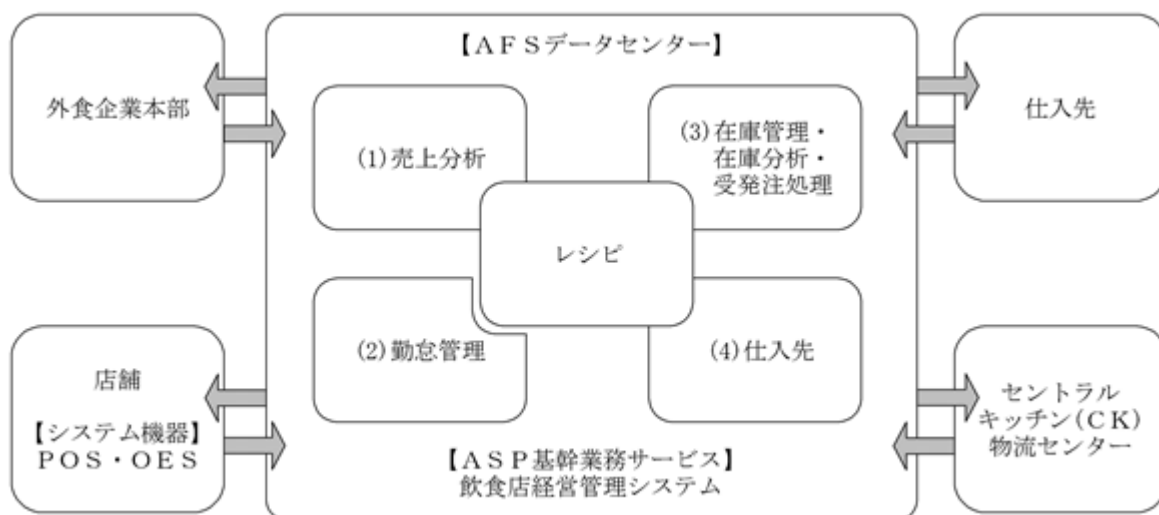 【ＡＦＳデータセンター】
外食企業本部
(1)売上分析
(3)在庫管理・
在庫分析・
受発注処理
仕入先
レシピ
(2)勤怠管理
(4)仕入先
店舗
【システム機器】
ＰＯＳ・ＯＥＳ
セントラル
キッチン(ＣＫ)
物流センター
【ＡＳＰ基幹業務サービス】
飲食店経営管理システム